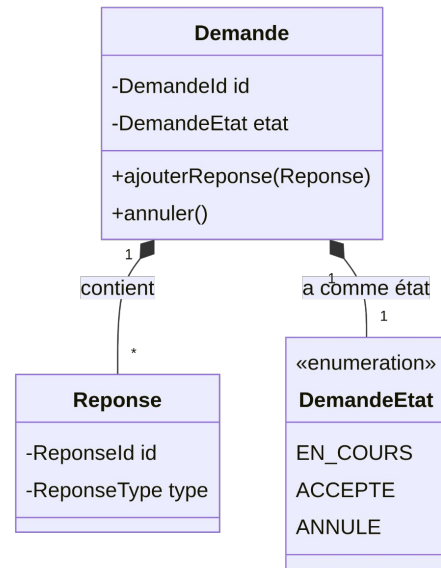 Demande
-DemandeId id
-DemandeEtat etat
+ajouterReponse(Reponse)
+annuler()
1
1
contient
a comme état
*
1
Reponse
-ReponseId id
-ReponseType type
«enumeration»
DemandeEtat
EN_COURS
ACCEPTE
ANNULE